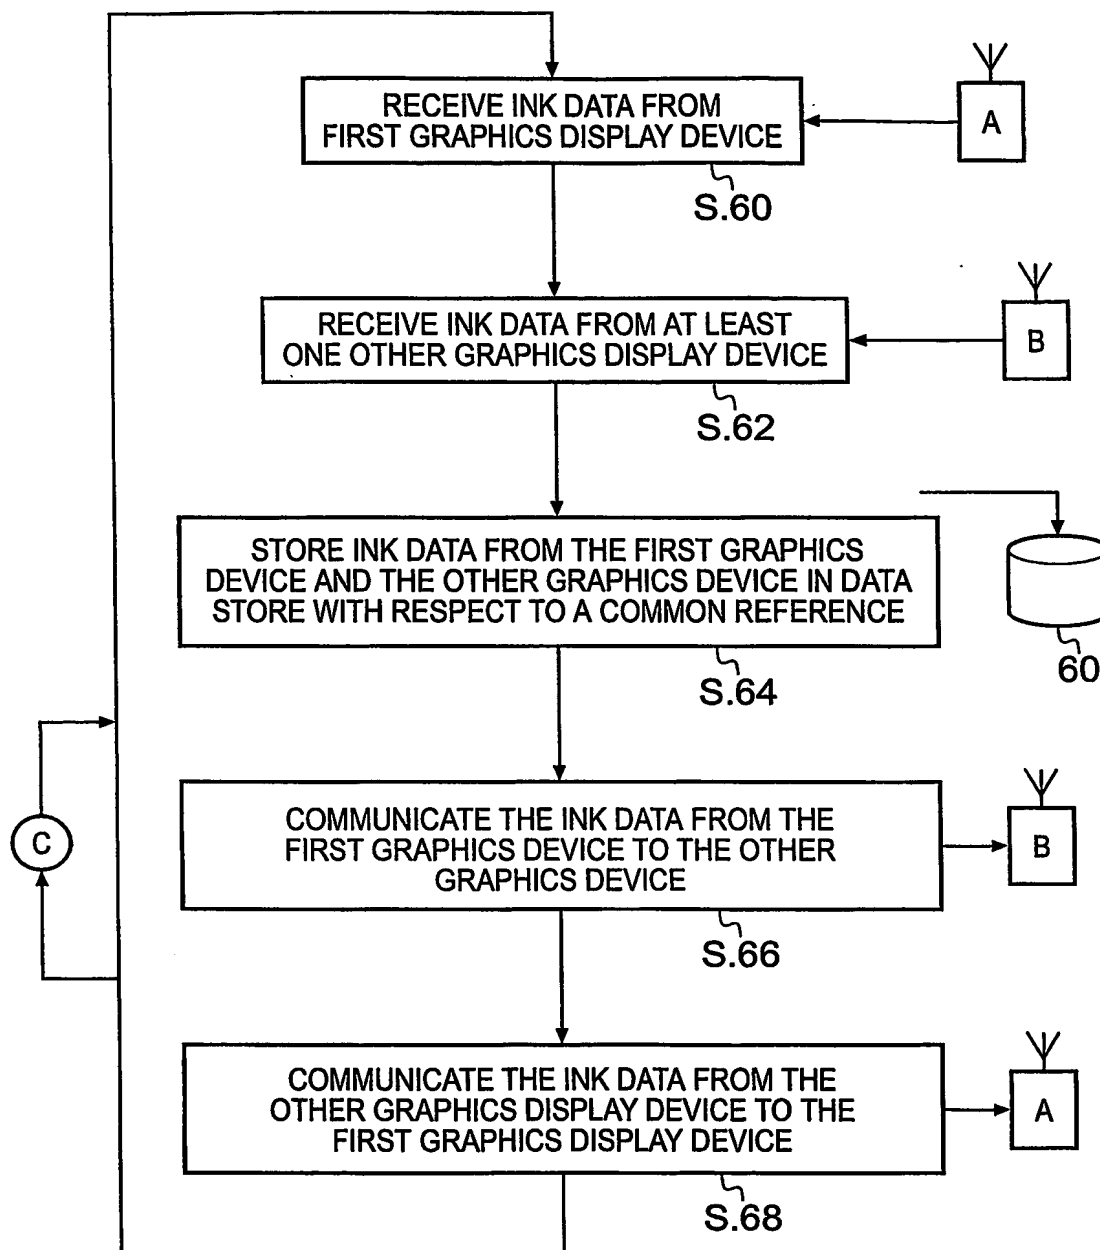 RECEIVE INK DATA FROM
FIRST GRAPHICS DISPLAY DEVICE
A
S.60
RECEIVE INK DATA FROM AT LEAST
ONE OTHER GRAPHICS DISPLAY DEVICE
B
S.62
STORE INK DATA FROM THE FIRST GRAPHICS
DEVICE AND THE OTHER GRAPHICS DEVICE IN DATA
STORE WITH RESPECT TO A COMMON REFERENCE
60
S.64
C
COMMUNICATE THE INK DATA FROM THE
FIRST GRAPHICS DEVICE TO THE OTHER
GRAPHICS DEVICE
B
S.66
COMMUNICATE THE INK DATA FROM THE
OTHER GRAPHICS DISPLAY DEVICE TO THE
FIRST GRAPHICS DISPLAY DEVICE
A
S.68